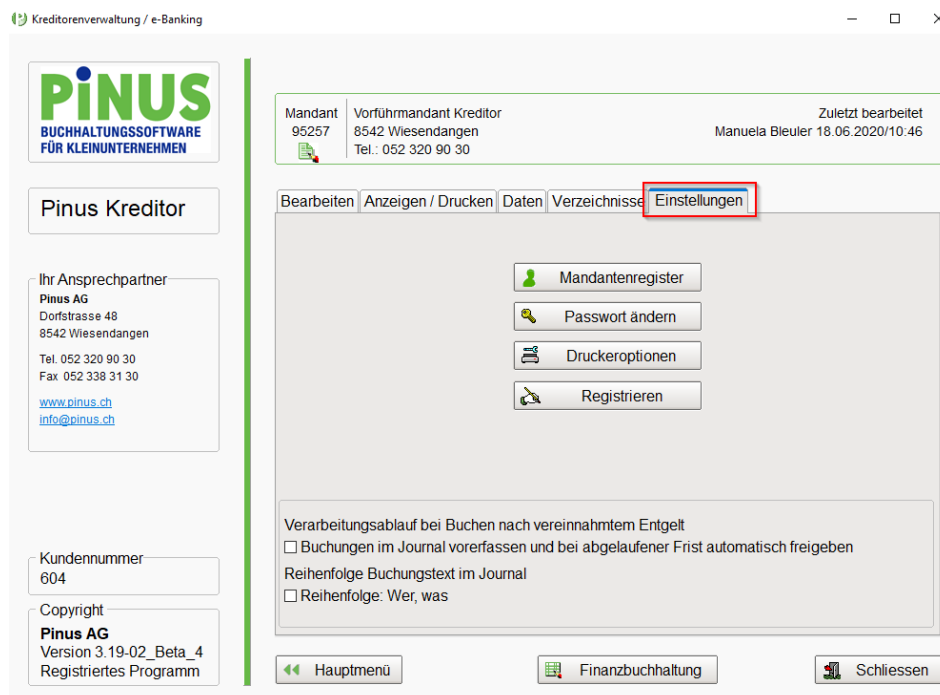 Kreditorenverwaltung / e-Banking
PiNUS
BUCHHALTUNGSSOFTWARE
FÜR KLEINUNTERNEHMEN
Pinus Kreditor
Ihr Ansprechpartner
Pinus AG
Dorfstrasse 48
8542 Wiesendangen
Tel. 052 320 90 30
Fax 052 338 31 30
www.pinus.ch
info@pinus.ch
Kundennummer
604
Copyright
Pinus AG
Version 3.19-02_Beta_4
Registriertes Programm
Mandant
95257
Vorführmandant Kreditor
8542 Wiesendangen
Tel.: 052 320 90 30
Zuletzt bearbeitet
Manuela Bleuler 18.06.2020/10:46
Bearbeiten Anzeigen / Drucken Daten Verzeichnisse Einstellungen
Mandantenregister
Passwort ändern
Druckeroptionen
Registrieren
Verarbeitungsablauf bei Buchen nach vereinnahmtem Entgelt
Buchungen im Journal vorerfassen und bei abgelaufener Frist automatisch freigeben
Reihenfolge Buchungstext im Journal
Reihenfolge: Wer, was
Hauptmenü Finanzbuchhaltung Schliessen